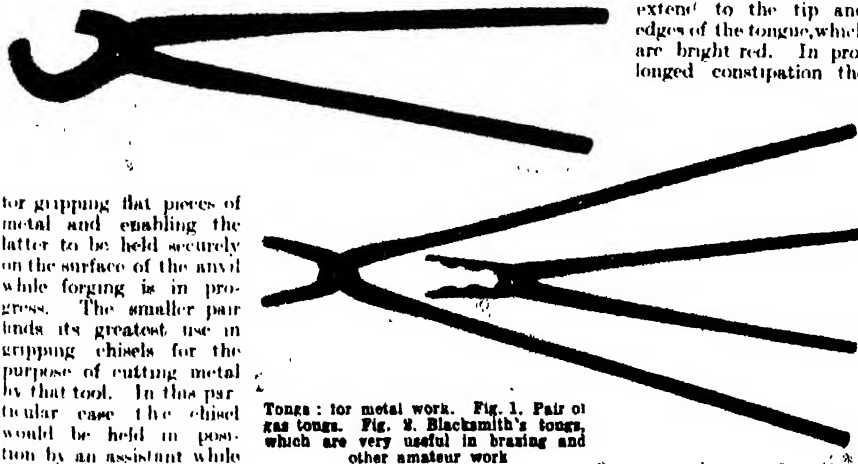 extend to the tip and
edges of the tongue, which
are bright red. In pro
longed constipation the
for gripping flat pieces of
metal and enabling the
latter to be held securely
on the surface of the anvil
while forging is in pro-
gress. The smaller pair
finds its greatest use in
gripping chisels for the
purpose of cutting metal
by that tool. In this par
ticular case the chisel
would be held in posi-
tion by an assistant while
Tongs : for metal work. Fig. 1. Pair of
gas tongs. Fig. 2. Blacksmith's tongs,
which are very useful in brazing and
other amateur work